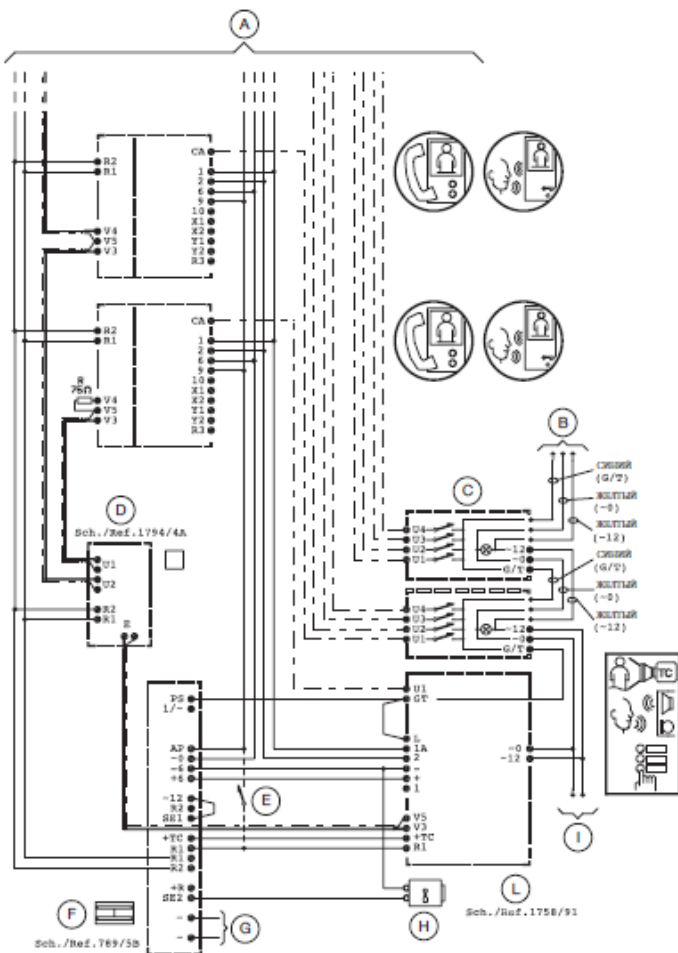 A
CA
R2
R1
1
2
6
9
10
X1
X2
Y1
Y2
R3
V4
V5
V3
CA
R2
R1
1
2
6
9
10
X1
X2
Y1
Y2
R3
R
75Ω
V4
V5
V3
B
СИНИЙ
(G/T)
ЖЕЛТЫЙ
(~0)
ЖЕЛТЫЙ
(~12)
СИНИЙ
(G/T)
ЖЕЛТЫЙ
(~0)
ЖЕЛТЫЙ
(~12)
C
U4
U3
U2
U1
~12
~0
G/T
U4
U3
U2
U1
~12
~0
G/T
D
Sch./Ref.1794/4A
U1
U2
R2
R1
E
TC
PS
1/-
AP
~0
-6
+6
~12
R2
SE1
+TC
R1
R1
R2
+R
SE2
-
-
E
U1
GT
L
1A
2
-
+
1
V5
V3
+TC
R1
~0
~12
I
L
Sch./Ref.1758/91
H
G
F
Sch./Ref.789/5B